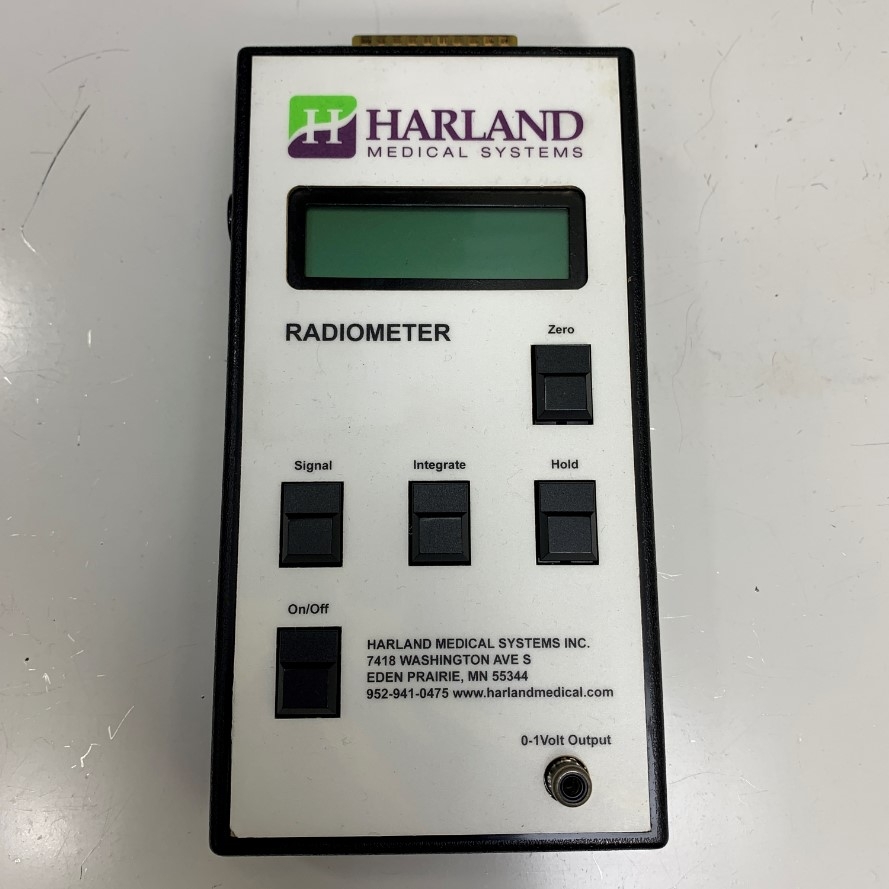 H HARLAND
MEDICAL SYSTEMS
RADIOMETER
Zero
Signal Integrate Hold
On/Off
HARLAND MEDICAL SYSTEMS INC.
7418 WASHINGTON AVE S
EDEN PRAIRIE, MN 55344
952-941-0475 www.harlandmedical.com
0-1Volt Output